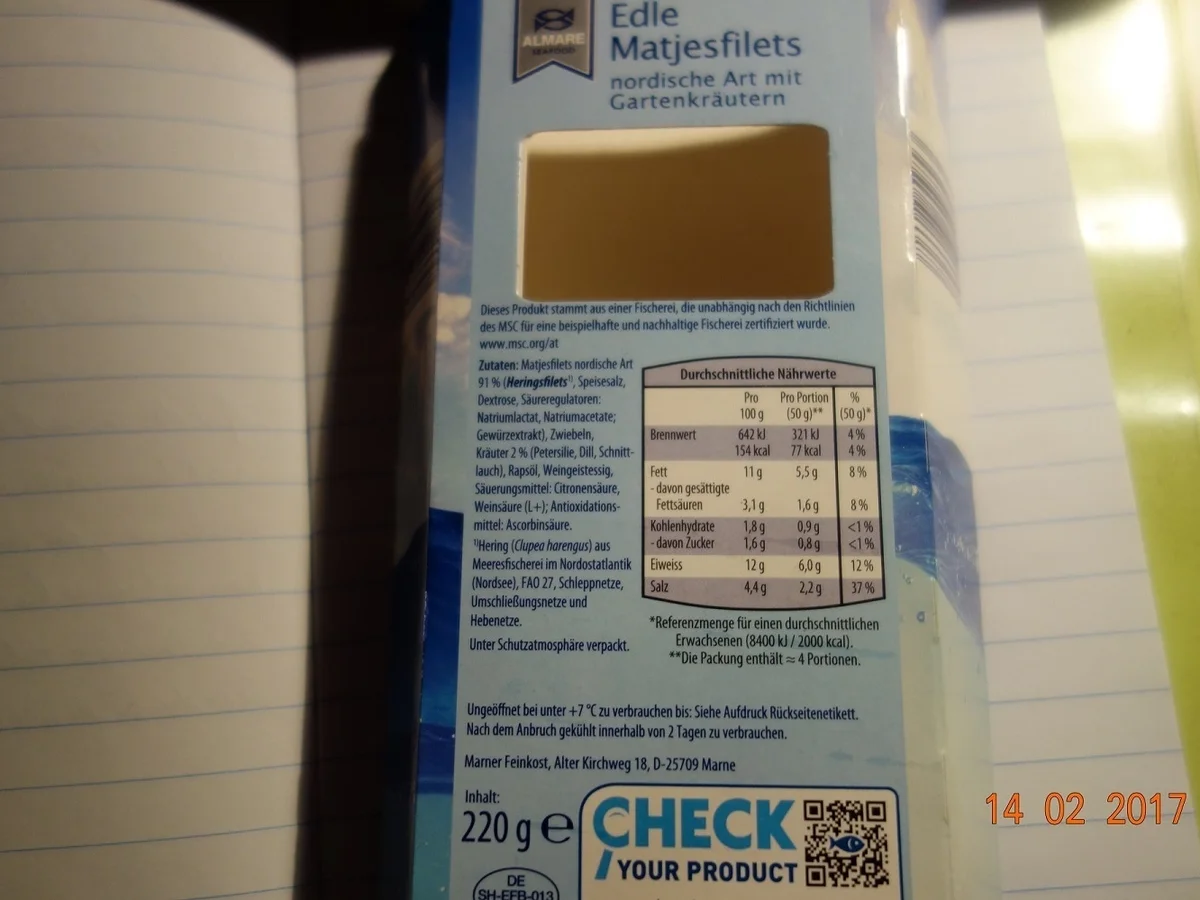 ALMARE
SEAFOOD
Edle
Matjesfilets
nordische Art mit
Gartenkräutern
Dieses Produkt stammt aus einer Fischerei, die unabhängig nach den Richtlinien
des MSC für eine beispielhafte und nachhaltige Fischerei zertifiziert wurde.
www.msc.org/at
Zutaten: Matjesfilets nordische Art
91 % (Heringsfilets¹⁾, Speisesalz,
Dextrose, Säureregulatoren:
Natriumlactat, Natriumacetate;
Gewürzextrakt), Zwiebeln,
Kräuter 2 % (Petersilie, Dill, Schnitt-
lauch), Rapsöl, Weingeistessig,
Säuerungsmittel: Citronensäure,
Weinsäure (L+); Antioxidations-
mittel: Ascorbinsäure.
¹⁾Hering (Clupea harengus) aus
Meeresfischerei im Nordostatlantik
(Nordsee), FAO 27, Schleppnetze,
Umschließungsnetze und
Hebenetze.
Unter Schutzatmosphäre verpackt.
Durchschnittliche Nährwerte
Pro Pro Portion %
100 g (50 g)** (50 g)*
Brennwert 642 kJ 321 kJ 4 %
154 kcal 77 kcal 4 %
Fett 11 g 5,5 g 8 %
- davon gesättigte
Fettsäuren 3,1 g 1,6 g 8 %
Kohlenhydrate 1,8 g 0,9 g <1 %
- davon Zucker 1,6 g 0,8 g <1 %
Eiweiss 12 g 6,0 g 12 %
Salz 4,4 g 2,2 g 37 %
*Referenzmenge für einen durchschnittlichen
Erwachsenen (8400 kJ / 2000 kcal).
**Die Packung enthält ≈ 4 Portionen.
Ungeöffnet bei unter +7 °C zu verbrauchen bis: Siehe Aufdruck Rückseitenetikett.
Nach dem Anbruch gekühlt innerhalb von 2 Tagen zu verbrauchen.
Marner Feinkost, Alter Kirchweg 18, D-25709 Marne
Inhalt:
220 g e
CHECK
YOUR PRODUCT
DE
SH-EFB-013
14 02 2017